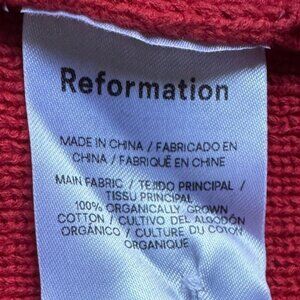 Reformation
MADE IN CHINA / FABRICADO EN
CHINA / FABRIQUÉ EN CHINE
MAIN FABRIC / TEJIDO PRINCIPAL /
TISSU PRINCIPAL
100% ORGANICALLY GROWN
COTTON / CULTIVO DEL ALGODÓN
ORGÁNICO / CULTURE DU COTON
ORGANIQUE